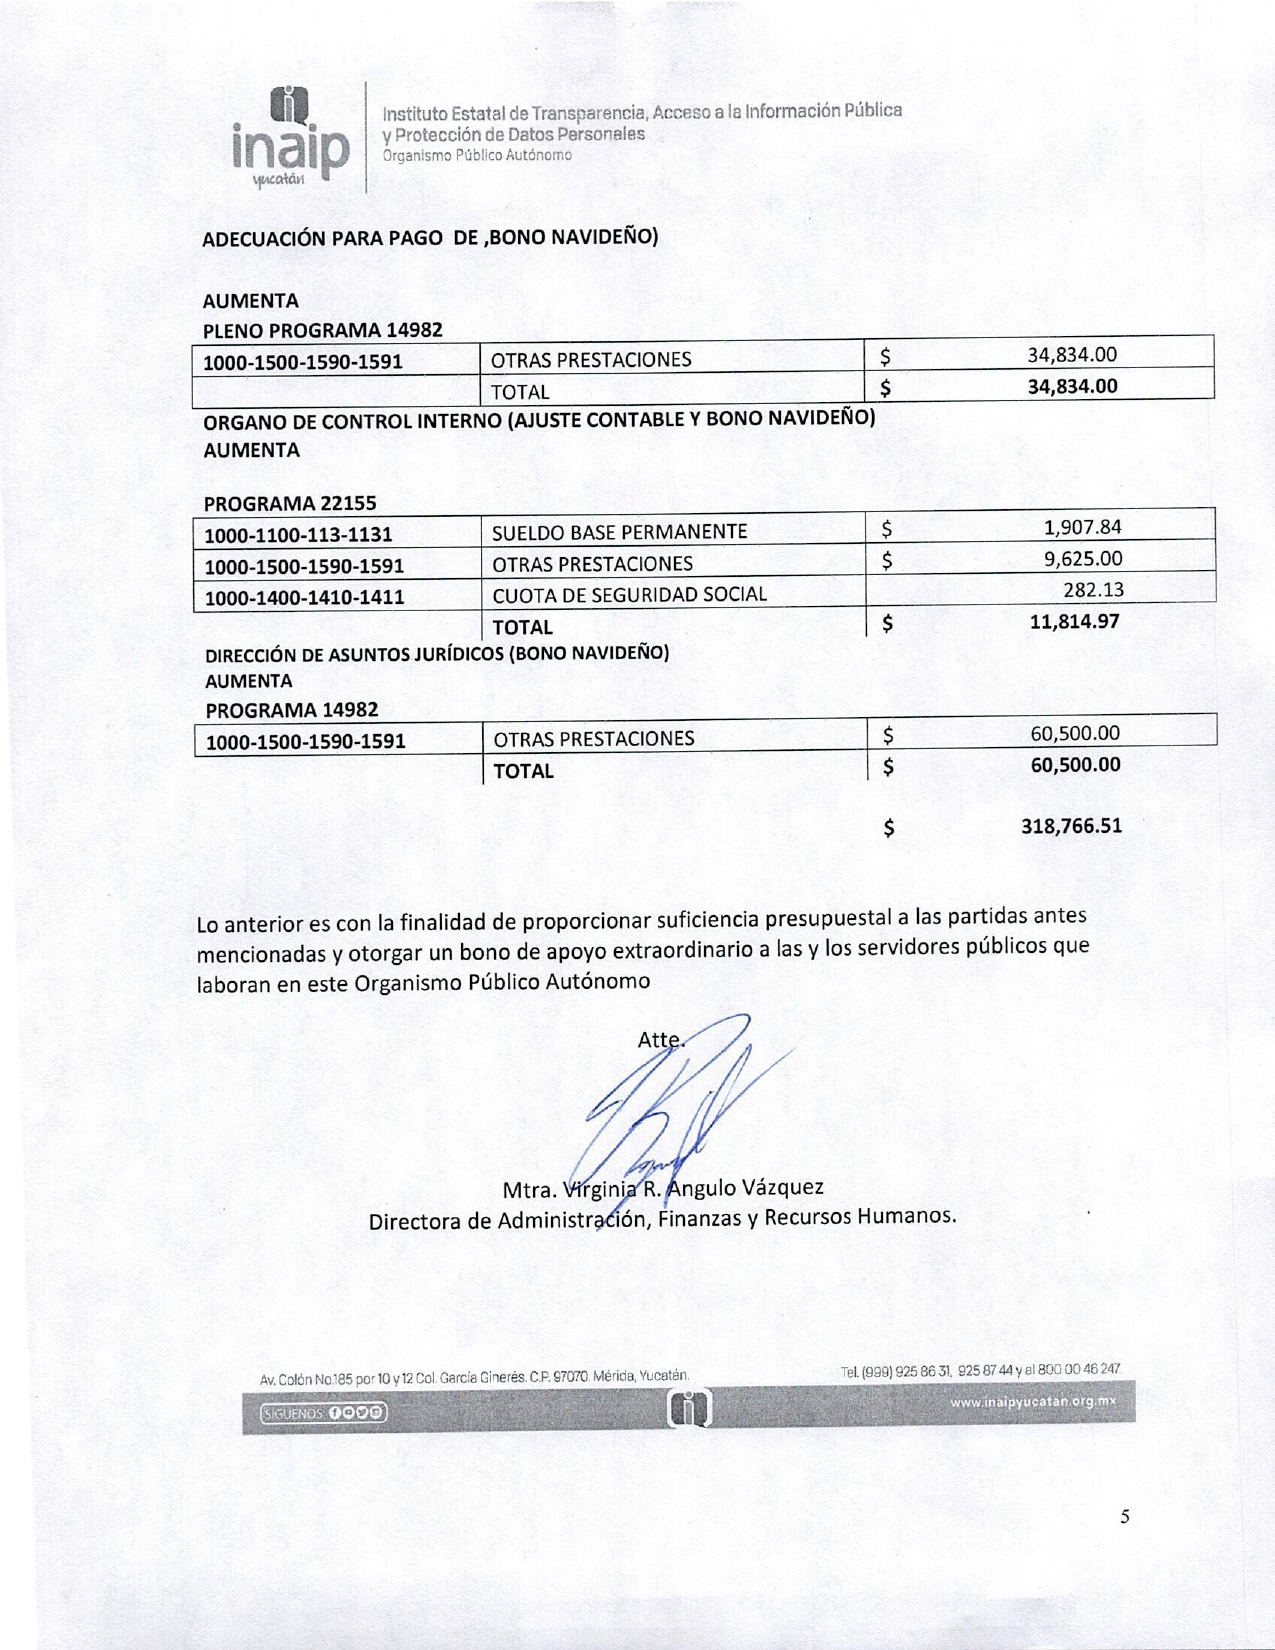 inaip
yucatán
Instituto Estatal de Transparencia, Acceso a la Información Pública
y Protección de Datos Personales
Organismo Público Autónomo
ADECUACIÓN PARA PAGO DE ,BONO NAVIDEÑO)
AUMENTA
PLENO PROGRAMA 14982
1000-1500-1590-1591 OTRAS PRESTACIONES $ 34,834.00
TOTAL $ 34,834.00
ORGANO DE CONTROL INTERNO (AJUSTE CONTABLE Y BONO NAVIDEÑO)
AUMENTA
PROGRAMA 22155
1000-1100-113-1131 SUELDO BASE PERMANENTE $ 1,907.84
1000-1500-1590-1591 OTRAS PRESTACIONES $ 9,625.00
1000-1400-1410-1411 CUOTA DE SEGURIDAD SOCIAL 282.13
TOTAL $ 11,814.97
DIRECCIÓN DE ASUNTOS JURÍDICOS (BONO NAVIDEÑO)
AUMENTA
PROGRAMA 14982
1000-1500-1590-1591 OTRAS PRESTACIONES $ 60,500.00
TOTAL $ 60,500.00
$ 318,766.51
Lo anterior es con la finalidad de proporcionar suficiencia presupuestal a las partidas antes
mencionadas y otorgar un bono de apoyo extraordinario a las y los servidores públicos que
laboran en este Organismo Público Autónomo
Atte.
Mtra. Virginia R. Angulo Vázquez
Directora de Administración, Finanzas y Recursos Humanos.
Av. Colón No.185 por 10 y 12 Col. García Ginerés. C.P. 97070. Mérida, Yucatán.
Tel. (999) 925 86 31, 925 87 44 y al 800 00 46 247
SÍGUENOS
www.inaipyucatan.org.mx
5